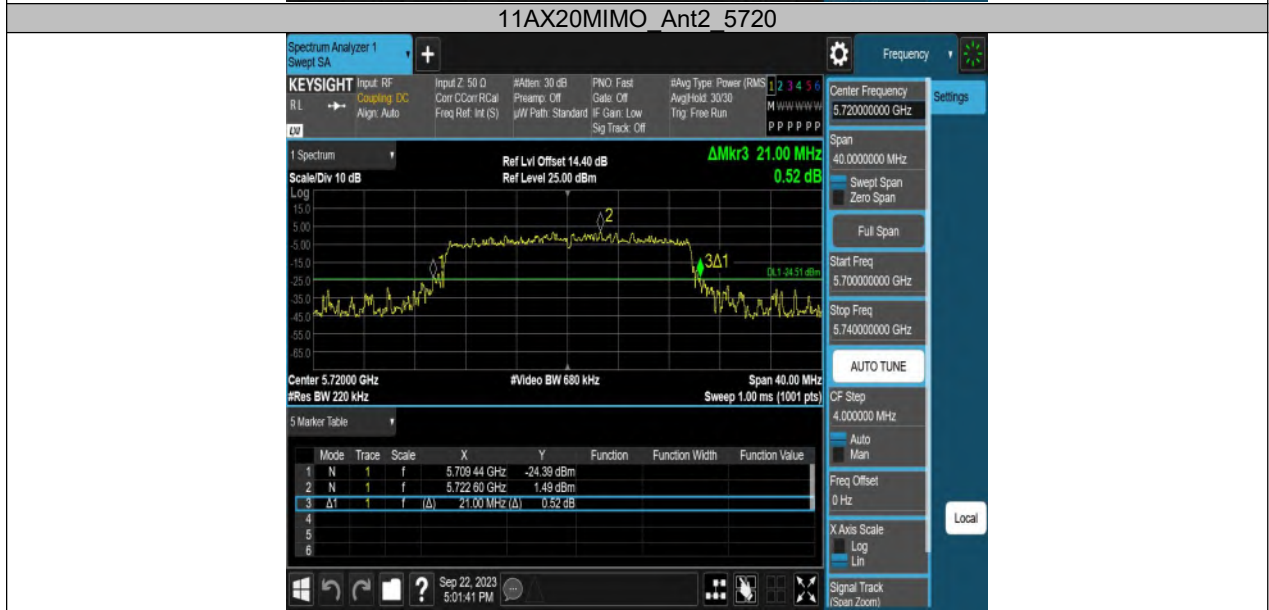 11AX20MIMO_Ant2_5720
Spectrum Analyzer 1
Swept SA
+
Frequency
KEYSIGHT
RL
LXI
Input: RF
Coupling: DC
Align: Auto
Input Z: 50 Ω
Corr CCorr RCal
Freq Ref: Int (S)
#Atten: 30 dB
Preamp: Off
µW Path: Standard
PNO: Fast
Gate: Off
IF Gain: Low
Sig Track: Off
#Avg Type: Power (RMS
Avg|Hold: 30/30
Trig: Free Run
1 2 3 4 5 6
M W W W W W
P P P P P P
Center Frequency
5.720000000 GHz
Settings
Span
40.0000000 MHz
Swept Span
Zero Span
Full Span
Start Freq
5.700000000 GHz
Stop Freq
5.740000000 GHz
AUTO TUNE
CF Step
4.000000 MHz
Auto
Man
Freq Offset
0 Hz
X Axis Scale
Log
Lin
Signal Track
(Span Zoom)
Local
1 Spectrum
Scale/Div 10 dB
Log
Ref Lvl Offset 14.40 dB
Ref Level 25.00 dBm
ΔMkr3 21.00 MHz
0.52 dB
15.0
5.00
-5.00
-15.0
-25.0
-35.0
-45.0
-55.0
-65.0
1
2
3Δ1
DL1 -24.51 dBm
Center 5.72000 GHz
#Res BW 220 kHz
#Video BW 680 kHz
Span 40.00 MHz
Sweep 1.00 ms (1001 pts)
5 Marker Table
Mode Trace Scale X Y Function Function Width Function Value
1 N 1 f 5.709 44 GHz -24.39 dBm
2 N 1 f 5.722 60 GHz 1.49 dBm
3 Δ1 1 f (Δ) 21.00 MHz (Δ) 0.52 dB
4
5
6
?
Sep 22, 2023
5:01:41 PM